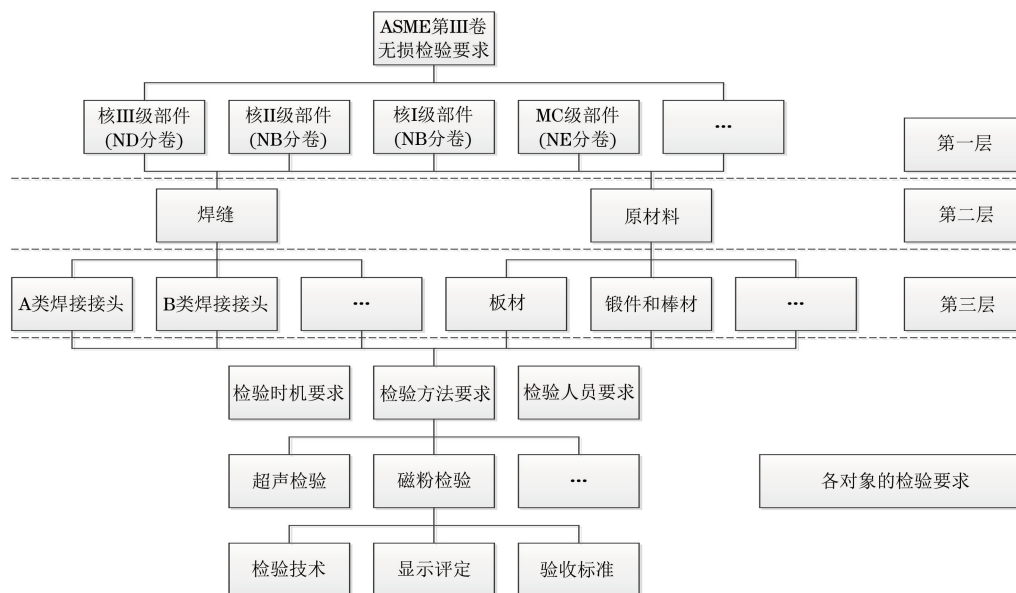 ASME第III卷
无损检验要求
核III级部件
(ND分卷)
核II级部件
(NB分卷)
核I级部件
(NB分卷)
MC级部件
(NE分卷)
...
第一层
焊缝
原材料
第二层
A类焊接接头
B类焊接接头
...
板材
锻件和棒材
...
第三层
检验时机要求
检验方法要求
检验人员要求
超声检验
磁粉检验
...
各对象的检验要求
检验技术
显示评定
验收标准